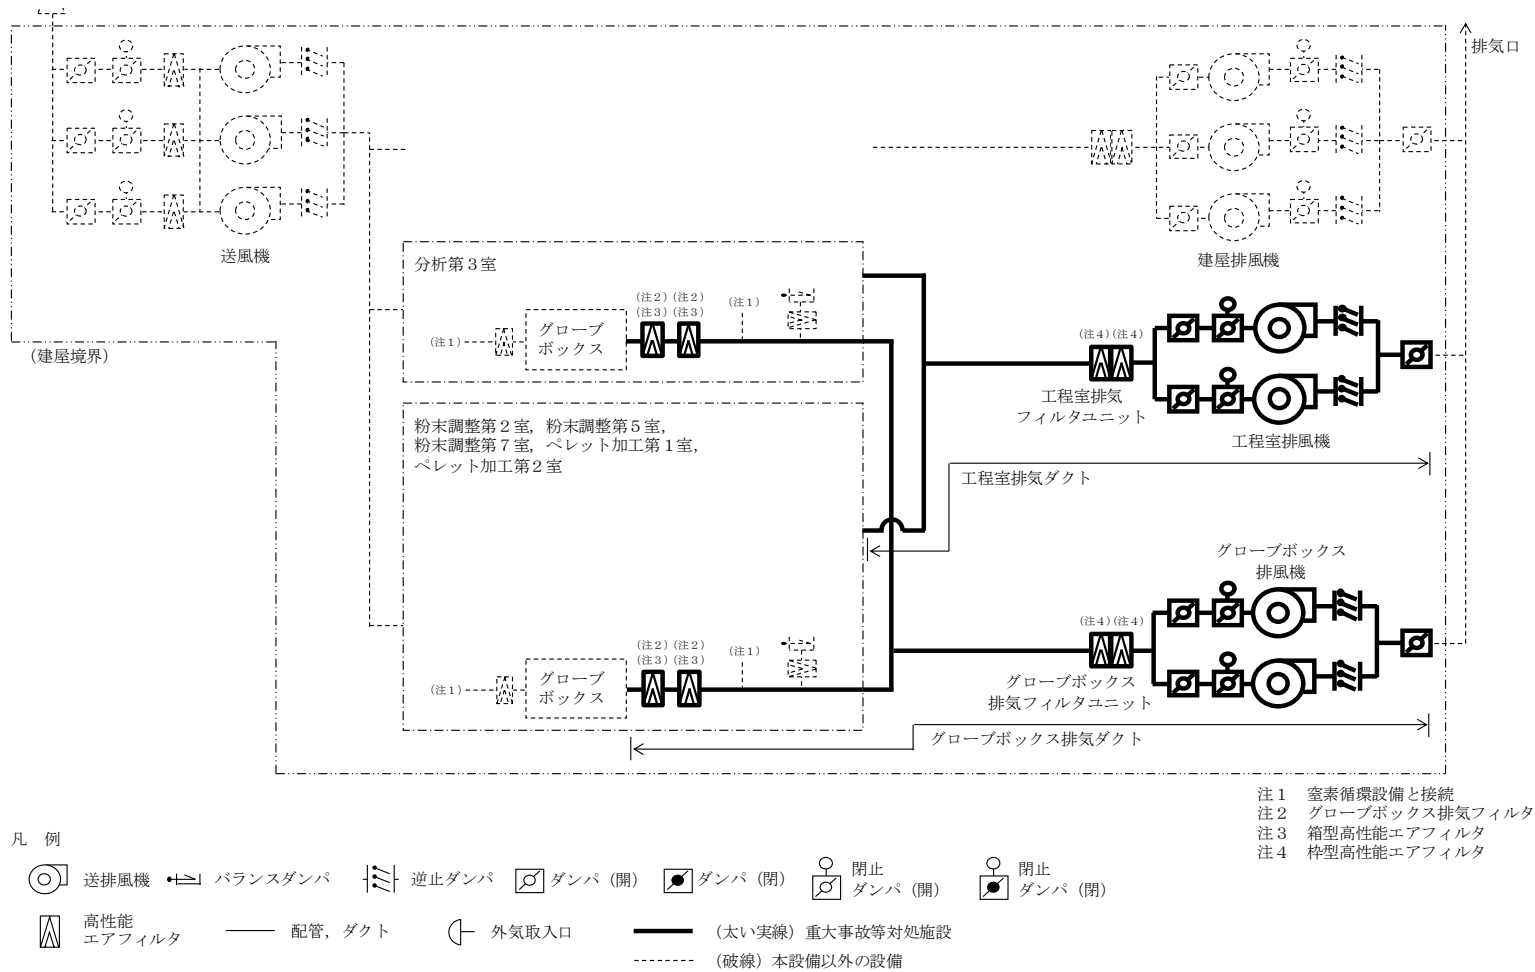 排気口
送風機
建屋排風機
(建屋境界)
分析第３室
(注２)(注２)
(注３)(注３)
(注１)
(注１)
グローブ
ボックス
(注４)(注４)
工程室排気
フィルタユニット
工程室排風機
粉末調整第２室，粉末調整第５室，
粉末調整第７室，ペレット加工第１室，
ペレット加工第２室
工程室排気ダクト
グローブボックス
排風機
(注２)(注２)
(注３)(注３)
(注１)
(注１)
グローブ
ボックス
(注４)(注４)
グローブボックス
排気フィルタユニット
グローブボックス排気ダクト
注１　窒素循環設備と接続
注２　グローブボックス排気フィルタ
注３　箱型高性能エアフィルタ
注４　枠型高性能エアフィルタ
凡　例
送排風機
バランスダンパ
逆止ダンパ
ダンパ（開）
ダンパ（閉）
閉止
ダンパ（開）
閉止
ダンパ（閉）
高性能
エアフィルタ
配管，ダクト
外気取入口
（太い実線）重大事故等対処施設
（破線）本設備以外の設備